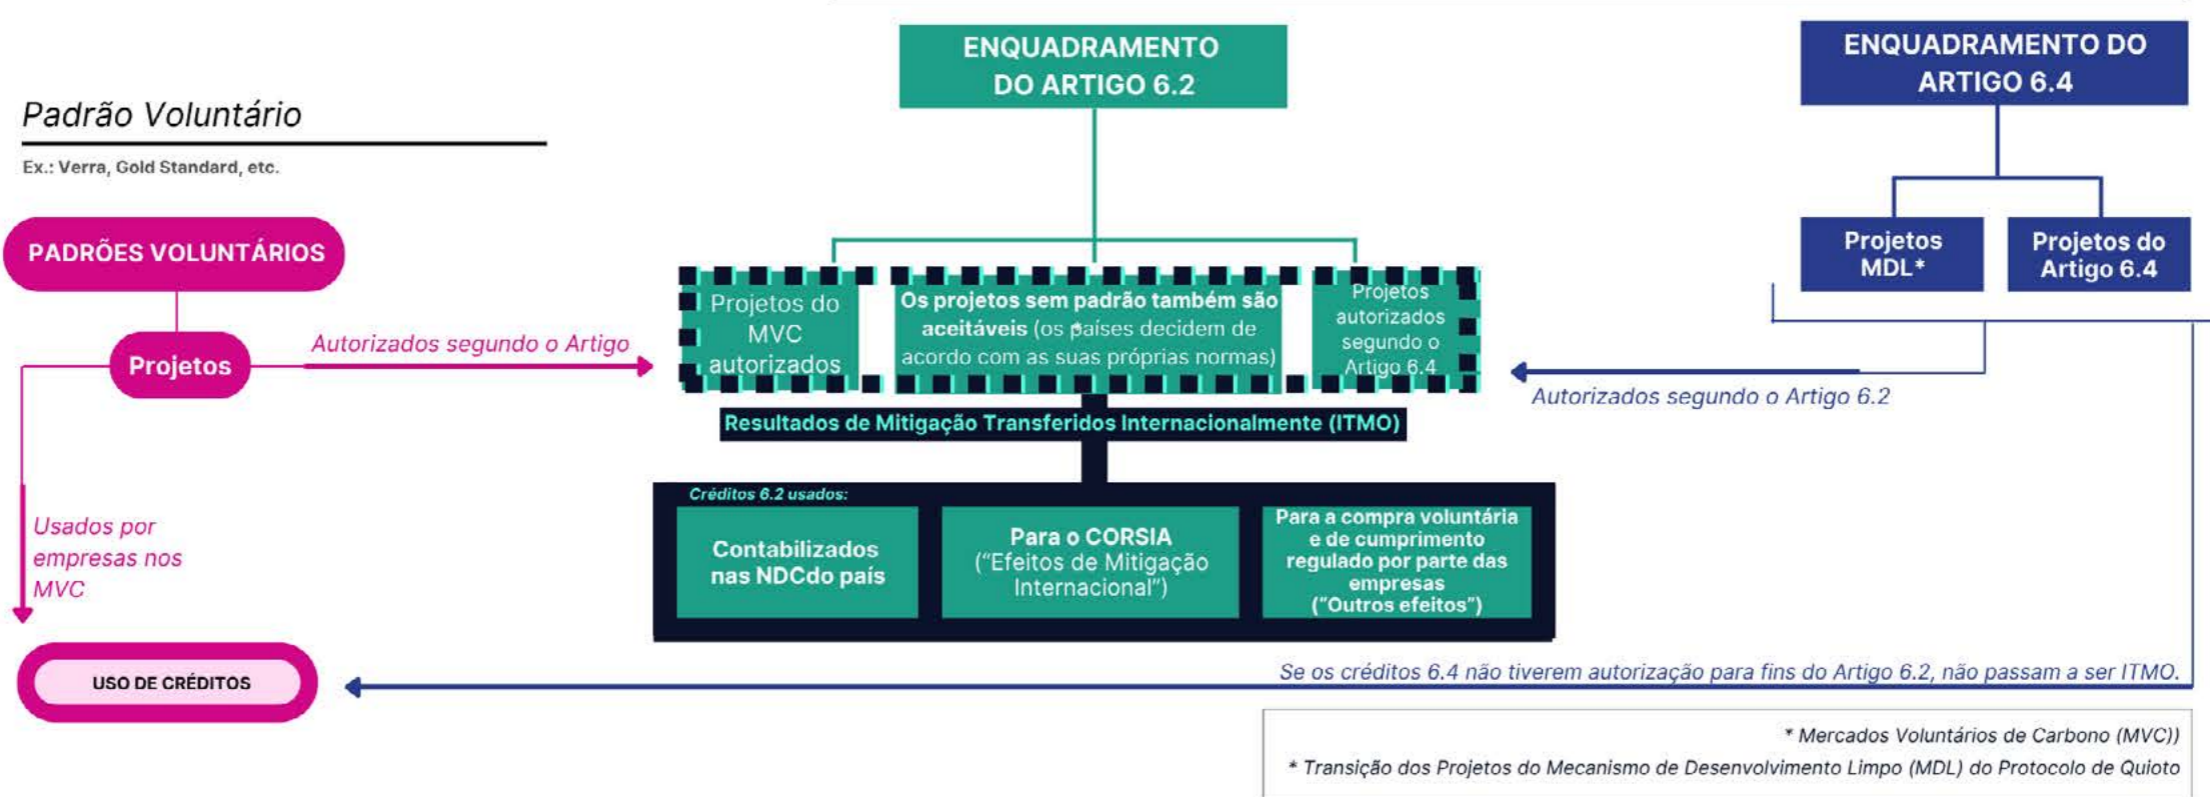 ENQUADRAMENTO
DO ARTIGO 6.2
ENQUADRAMENTO DO
ARTIGO 6.4
Padrão Voluntário
Ex.: Verra, Gold Standard, etc.
PADRÕES VOLUNTÁRIOS
Projetos
Autorizados segundo o Artigo
Usados por
empresas nos
MVC
USO DE CRÉDITOS
Projetos do
MVC
autorizados
Os projetos sem padrão também são
aceitáveis (os países decidem de
acordo com as suas próprias normas)
Projetos
autorizados
segundo o
Artigo 6.4
Projetos
MDL*
Projetos do
Artigo 6.4
Autorizados segundo o Artigo 6.2
Resultados de Mitigação Transferidos Internacionalmente (ITMO)
Créditos 6.2 usados:
Contabilizados
nas NDCdo país
Para o CORSIA
(“Efeitos de Mitigação
Internacional”)
Para a compra voluntária
e de cumprimento
regulado por parte das
empresas
(“Outros efeitos”)
Se os créditos 6.4 não tiverem autorização para fins do Artigo 6.2, não passam a ser ITMO.
* Mercados Voluntários de Carbono (MVC))
* Transição dos Projetos do Mecanismo de Desenvolvimento Limpo (MDL) do Protocolo de Quioto